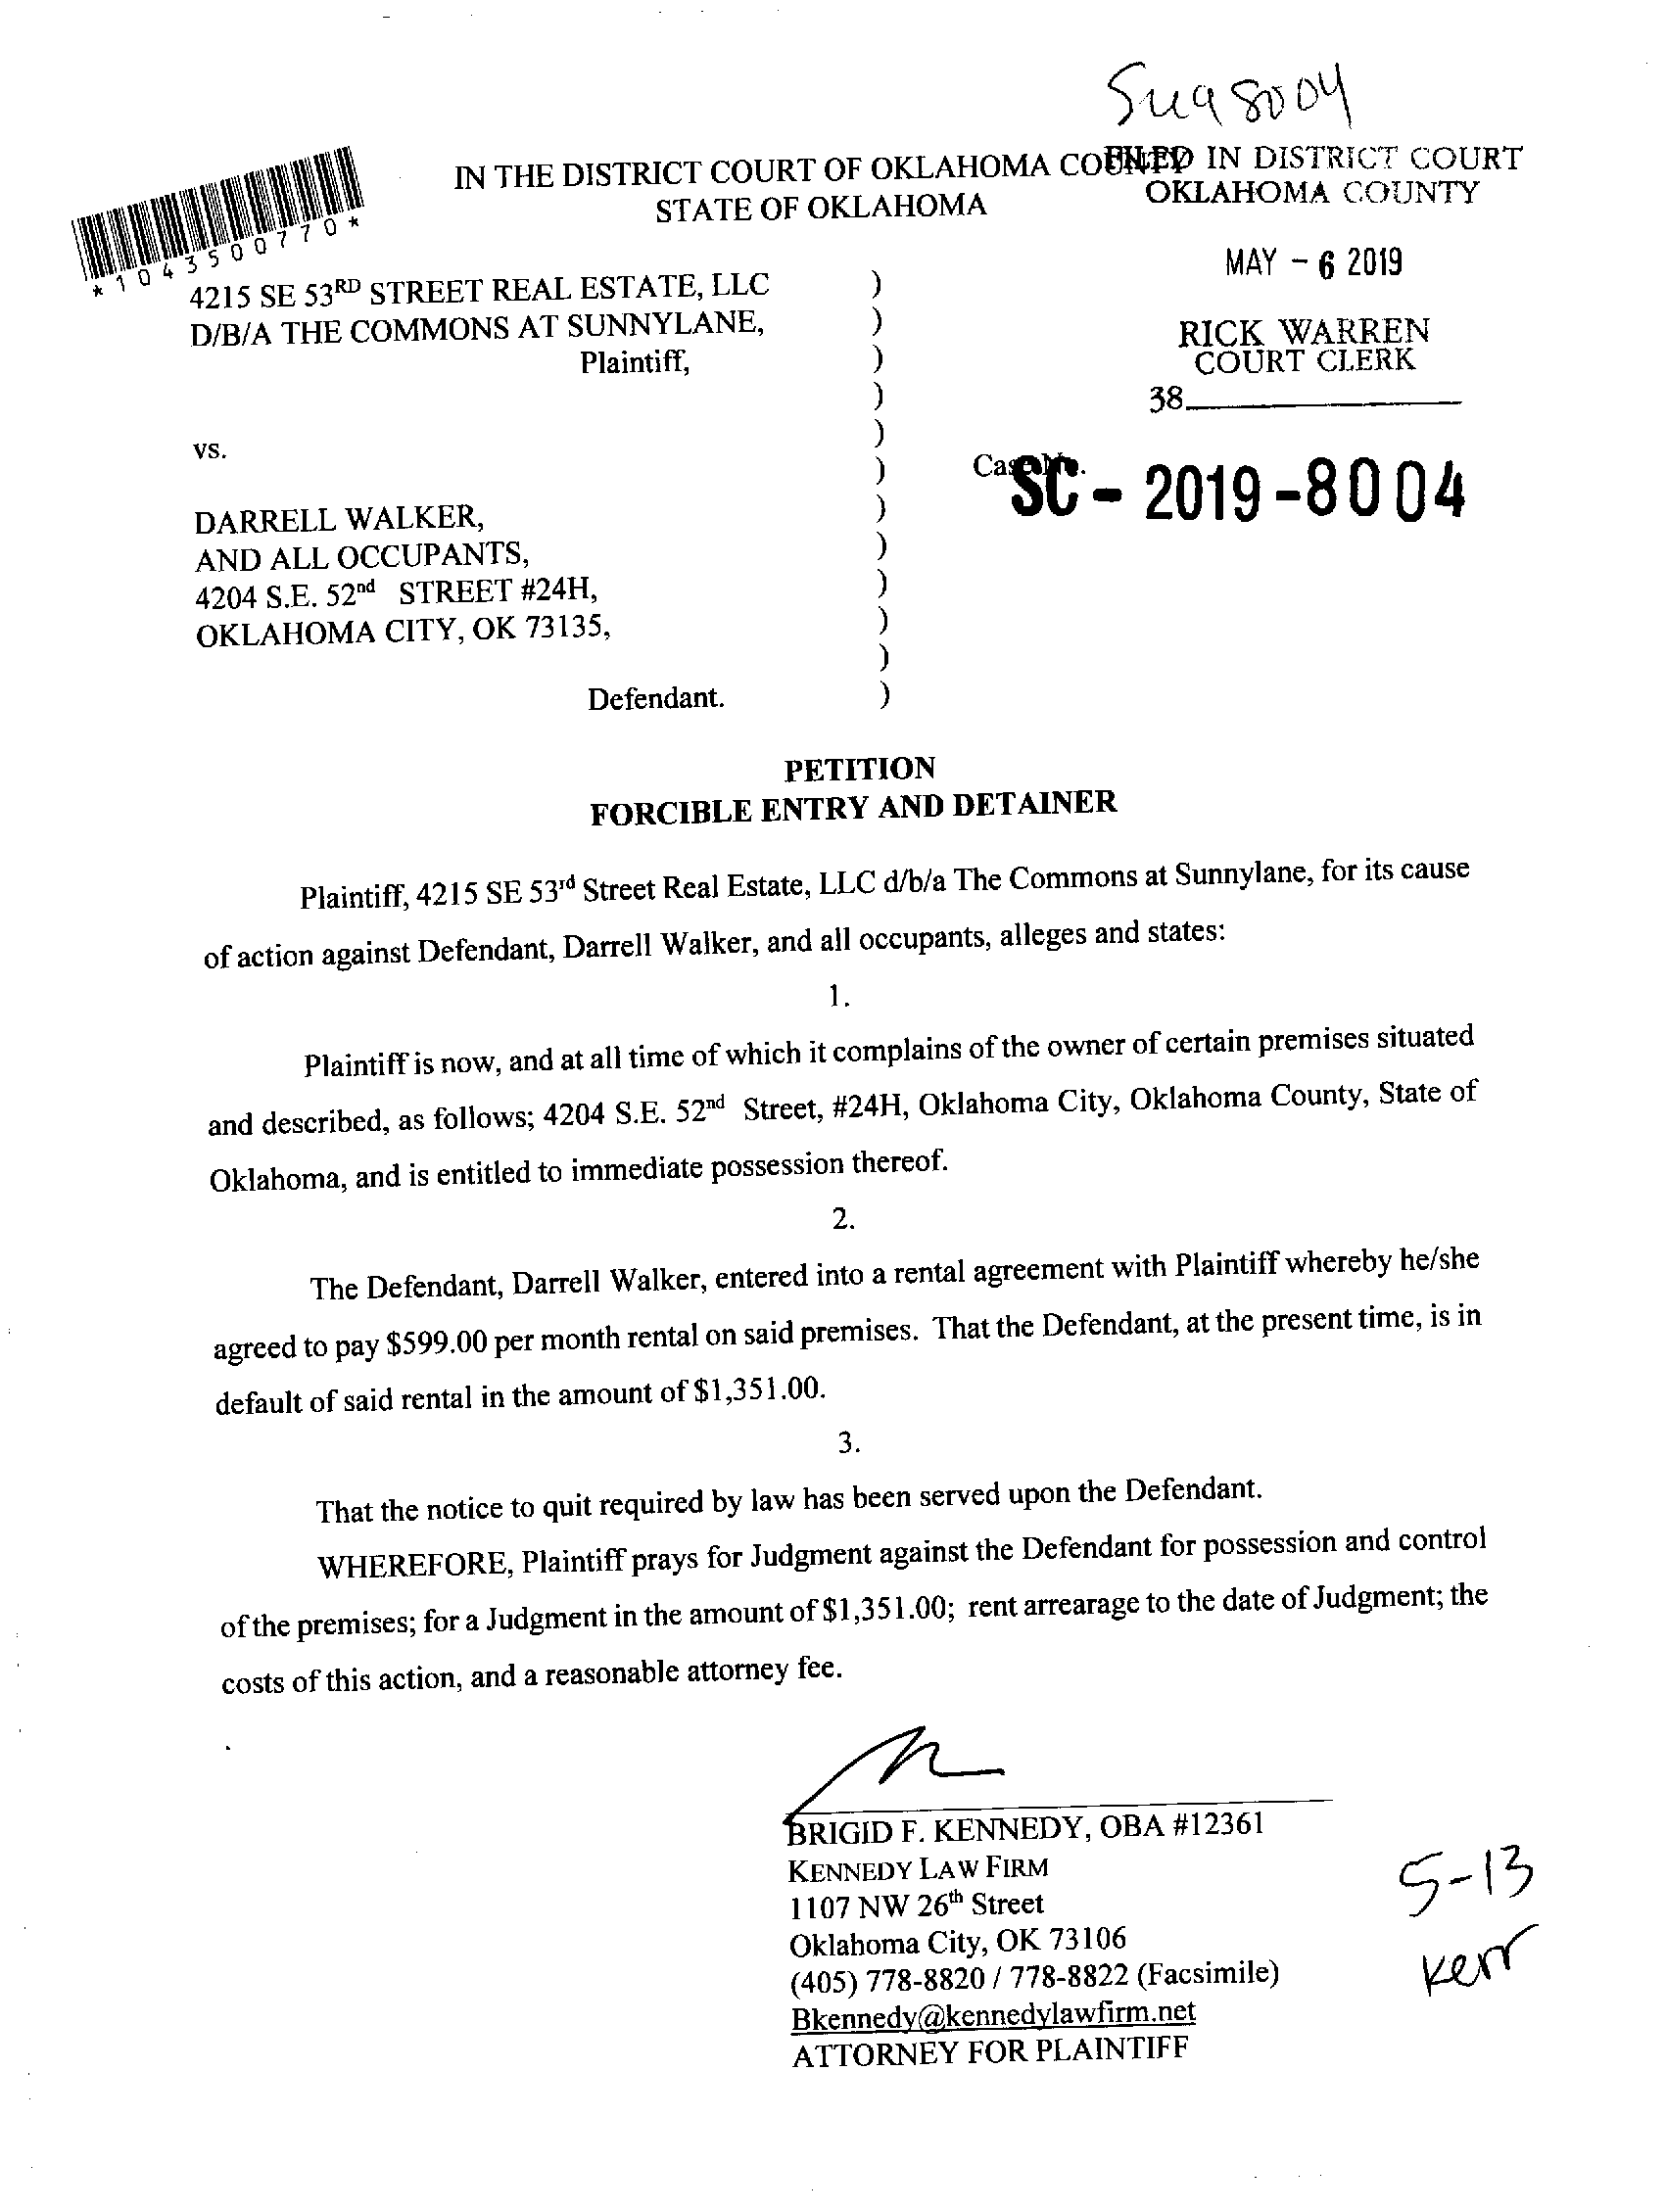 Su98004
IN THE DISTRICT COURT OF OKLAHOMA COUNTY
STATE OF OKLAHOMA
FILED IN DISTRICT COURT
OKLAHOMA COUNTY
MAY - 6 2019
RICK WARREN
COURT CLERK
38
*1043500770*
4215 SE 53RD STREET REAL ESTATE, LLC )
D/B/A THE COMMONS AT SUNNYLANE, )
Plaintiff, )
)
)
vs. )
Case No.
SC - 2019 - 8004
DARRELL WALKER, )
AND ALL OCCUPANTS, )
4204 S.E. 52nd STREET #24H, )
OKLAHOMA CITY, OK 73135, )
)
Defendant. )
PETITION
FORCIBLE ENTRY AND DETAINER
Plaintiff, 4215 SE 53rd Street Real Estate, LLC d/b/a The Commons at Sunnylane, for its cause
of action against Defendant, Darrell Walker, and all occupants, alleges and states:
1.
Plaintiff is now, and at all time of which it complains of the owner of certain premises situated
and described, as follows; 4204 S.E. 52nd Street, #24H, Oklahoma City, Oklahoma County, State of
Oklahoma, and is entitled to immediate possession thereof.
2.
The Defendant, Darrell Walker, entered into a rental agreement with Plaintiff whereby he/she
agreed to pay $599.00 per month rental on said premises. That the Defendant, at the present time, is in
default of said rental in the amount of $1,351.00.
3.
That the notice to quit required by law has been served upon the Defendant.
WHEREFORE, Plaintiff prays for Judgment against the Defendant for possession and control
of the premises; for a Judgment in the amount of $1,351.00; rent arrearage to the date of Judgment; the
costs of this action, and a reasonable attorney fee.
BRIGID F. KENNEDY, OBA #12361
KENNEDY LAW FIRM
1107 NW 26th Street
Oklahoma City, OK 73106
(405) 778-8820 / 778-8822 (Facsimile)
Bkennedy@kennedylawfirm.net
ATTORNEY FOR PLAINTIFF
5-13
Kerr